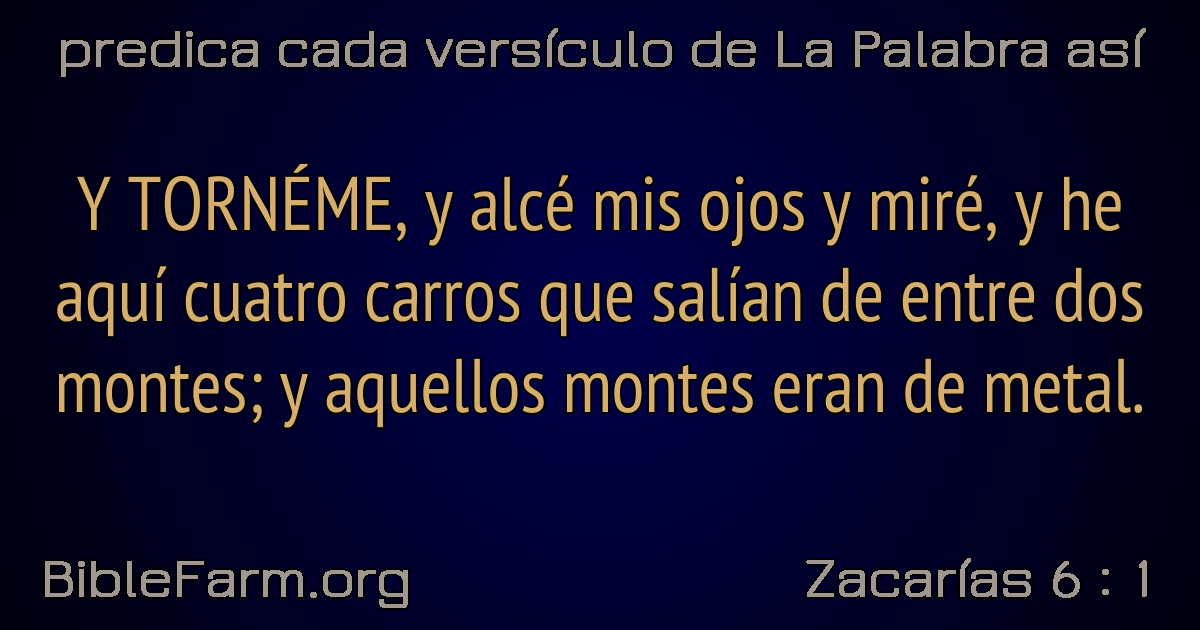 predica cada versículo de La Palabra así
Y TORNÉME, y alcé mis ojos y miré, y he
aquí cuatro carros que salían de entre dos
montes; y aquellos montes eran de metal.
BibleFarm.org
Zacarías 6 : 1